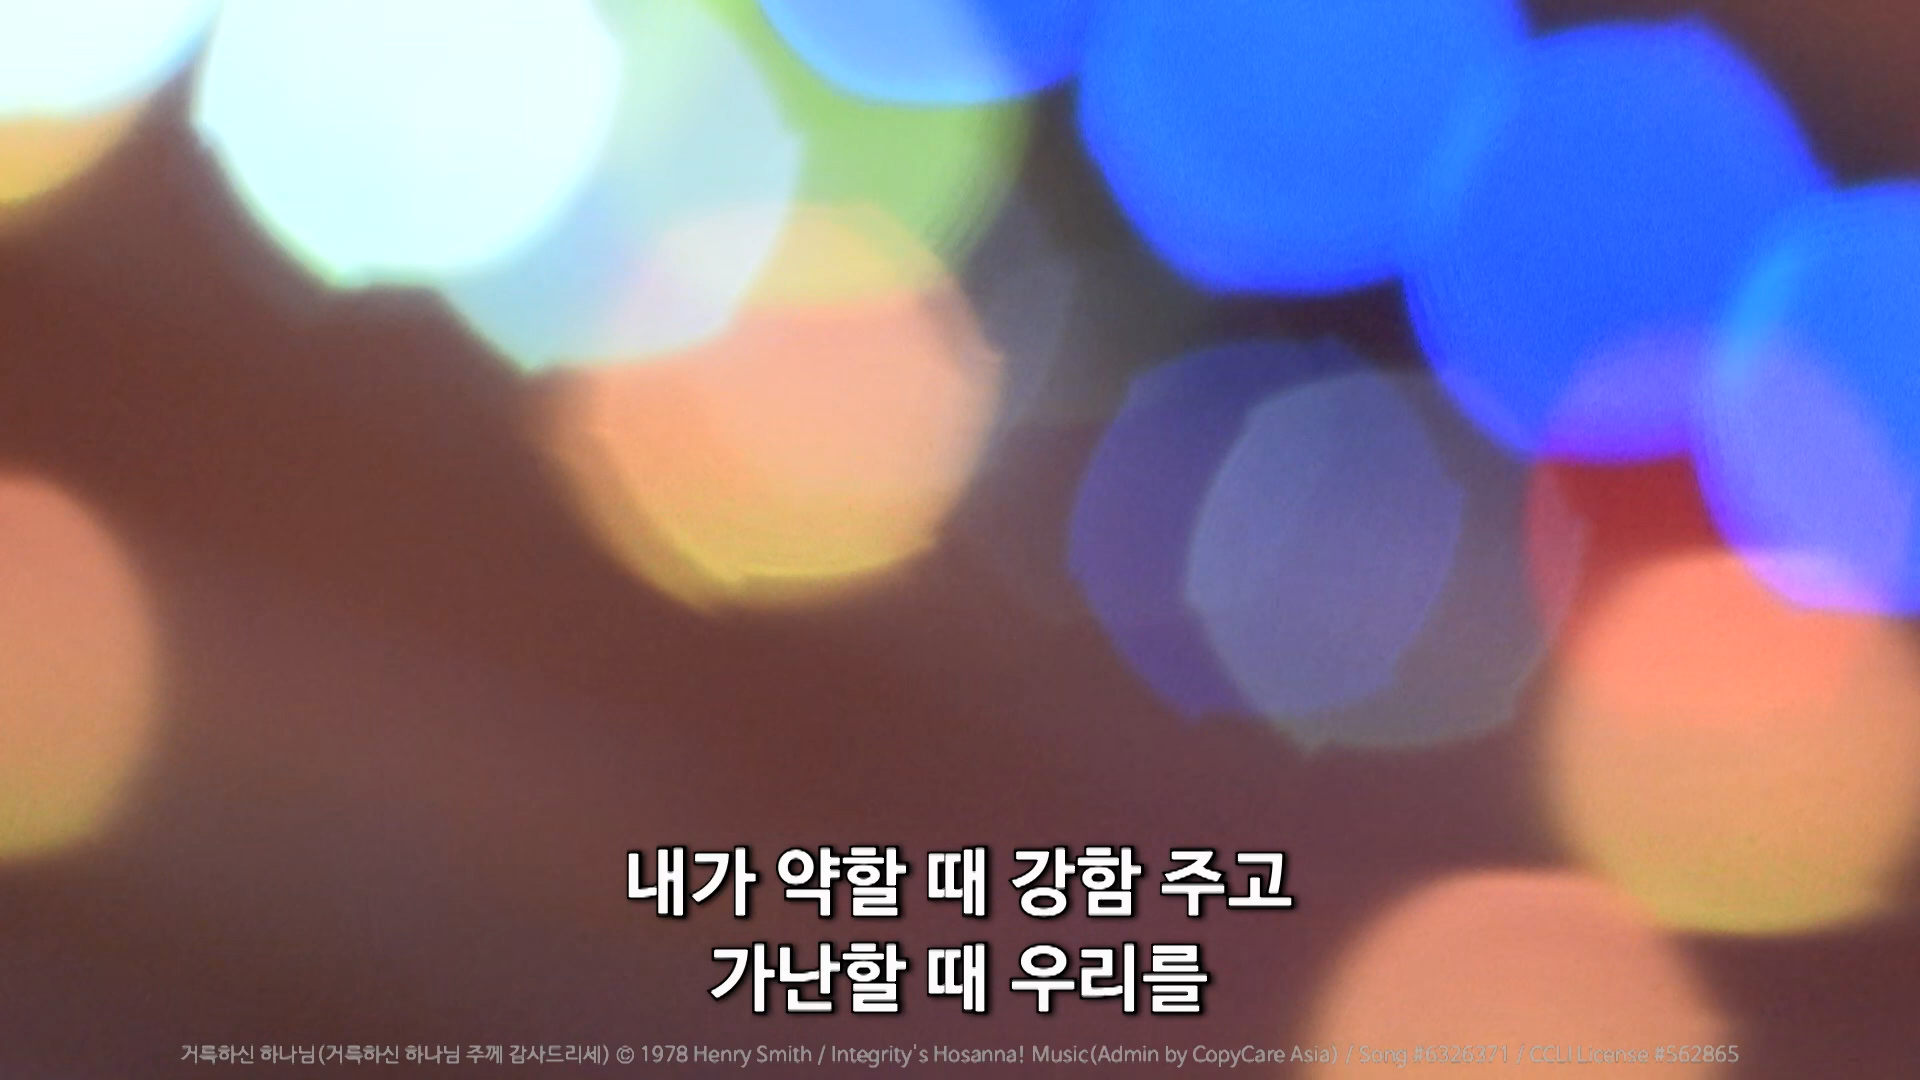 내가 약할 때 강함 주고
가난할 때 우리를
거룩하신 하나님(거룩하신 하나님 주께 감사드리세) © 1978 Henry Smith / Integrity's Hosanna! Music(Admin by CopyCare Asia) / Song #6326371 / CCLI License #562865